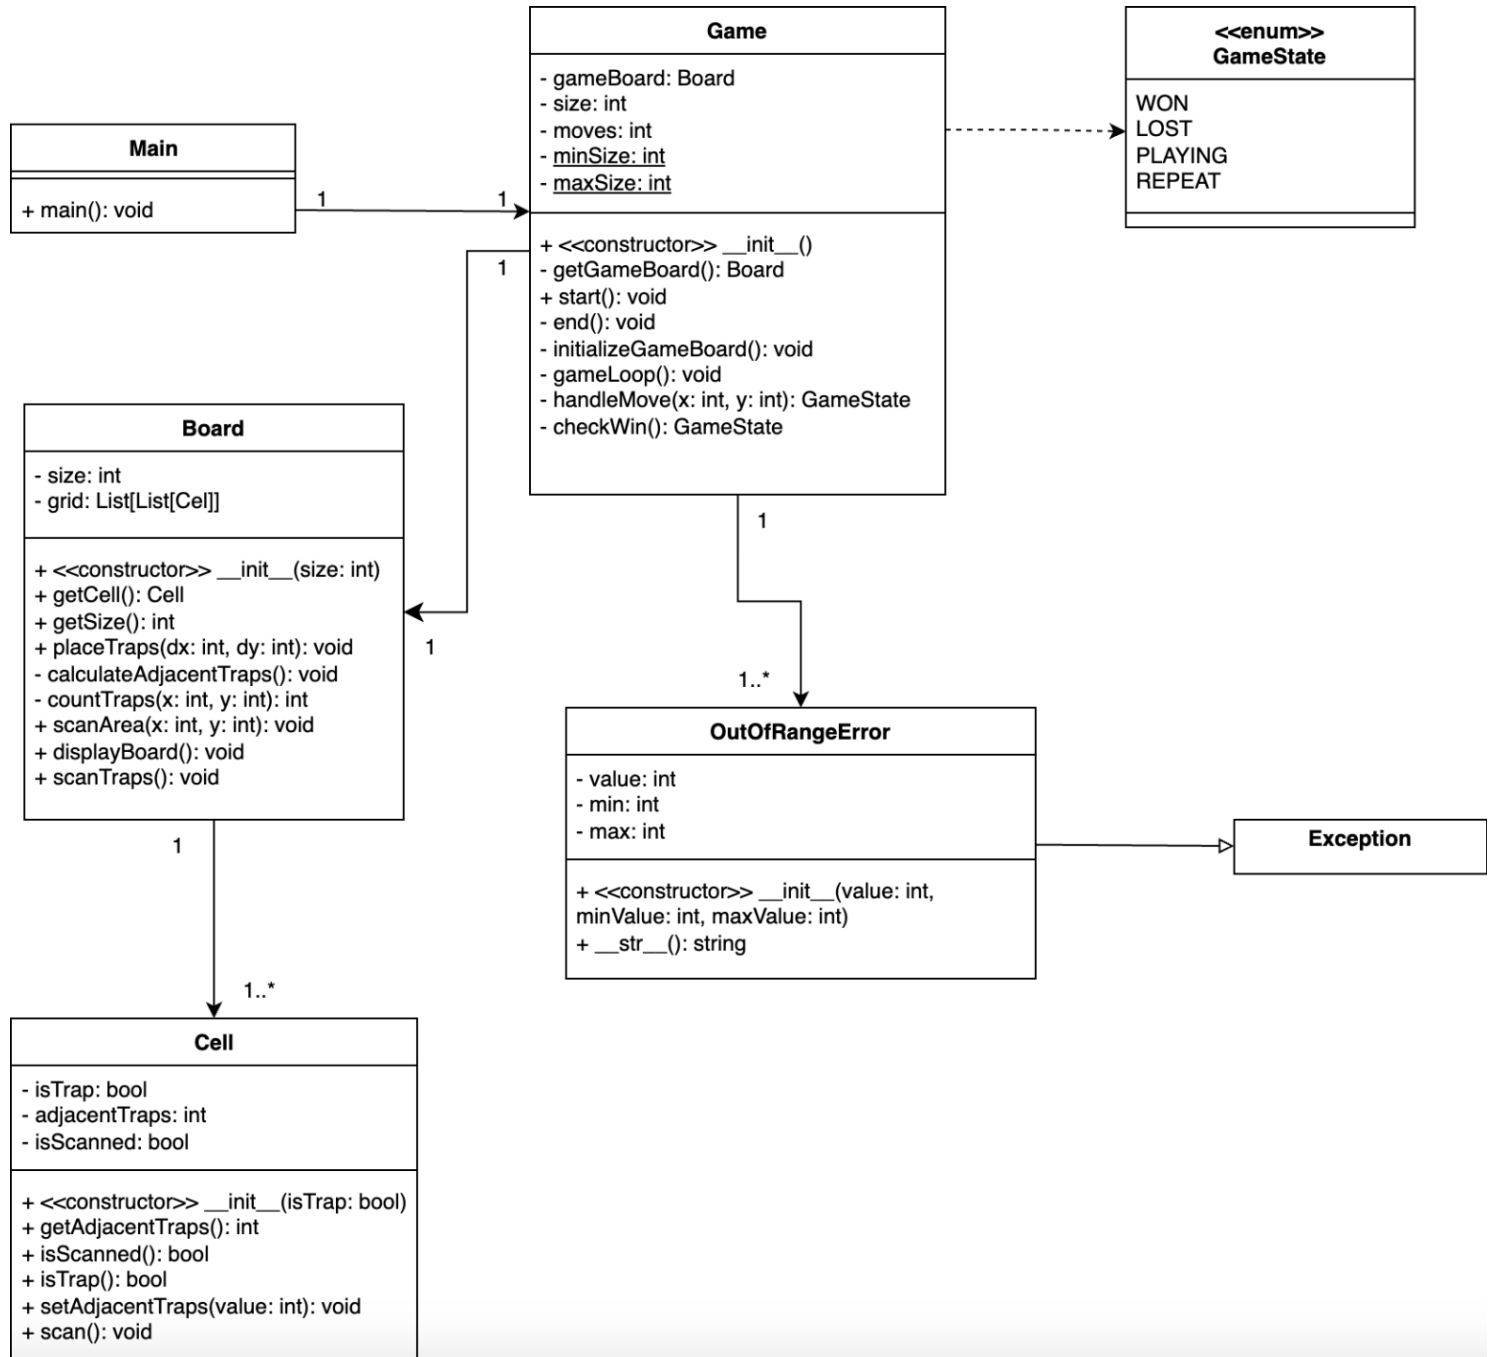 Game
- gameBoard: Board
- size: int
- moves: int
- minSize: int
- maxSize: int
+ <<constructor>> __init__()
- getGameBoard(): Board
+ start(): void
- end(): void
- initializeGameBoard(): void
- gameLoop(): void
- handleMove(x: int, y: int): GameState
- checkWin(): GameState
<<enum>>
GameState
WON
LOST
PLAYING
REPEAT
Main
+ main(): void
1
1
1
1
Board
- size: int
- grid: List[List[Cel]]
+ <<constructor>> __init__(size: int)
+ getCell(): Cell
+ getSize(): int
+ placeTraps(dx: int, dy: int): void
- calculateAdjacentTraps(): void
- countTraps(x: int, y: int): int
+ scanArea(x: int, y: int): void
+ displayBoard(): void
+ scanTraps(): void
1
1..*
OutOfRangeError
- value: int
- min: int
- max: int
+ <<constructor>> __init__(value: int,
minValue: int, maxValue: int)
+ __str__(): string
Exception
1
1..*
Cell
- isTrap: bool
- adjacentTraps: int
- isScanned: bool
+ <<constructor>> __init__(isTrap: bool)
+ getAdjacentTraps(): int
+ isScanned(): bool
+ isTrap(): bool
+ setAdjacentTraps(value: int): void
+ scan(): void